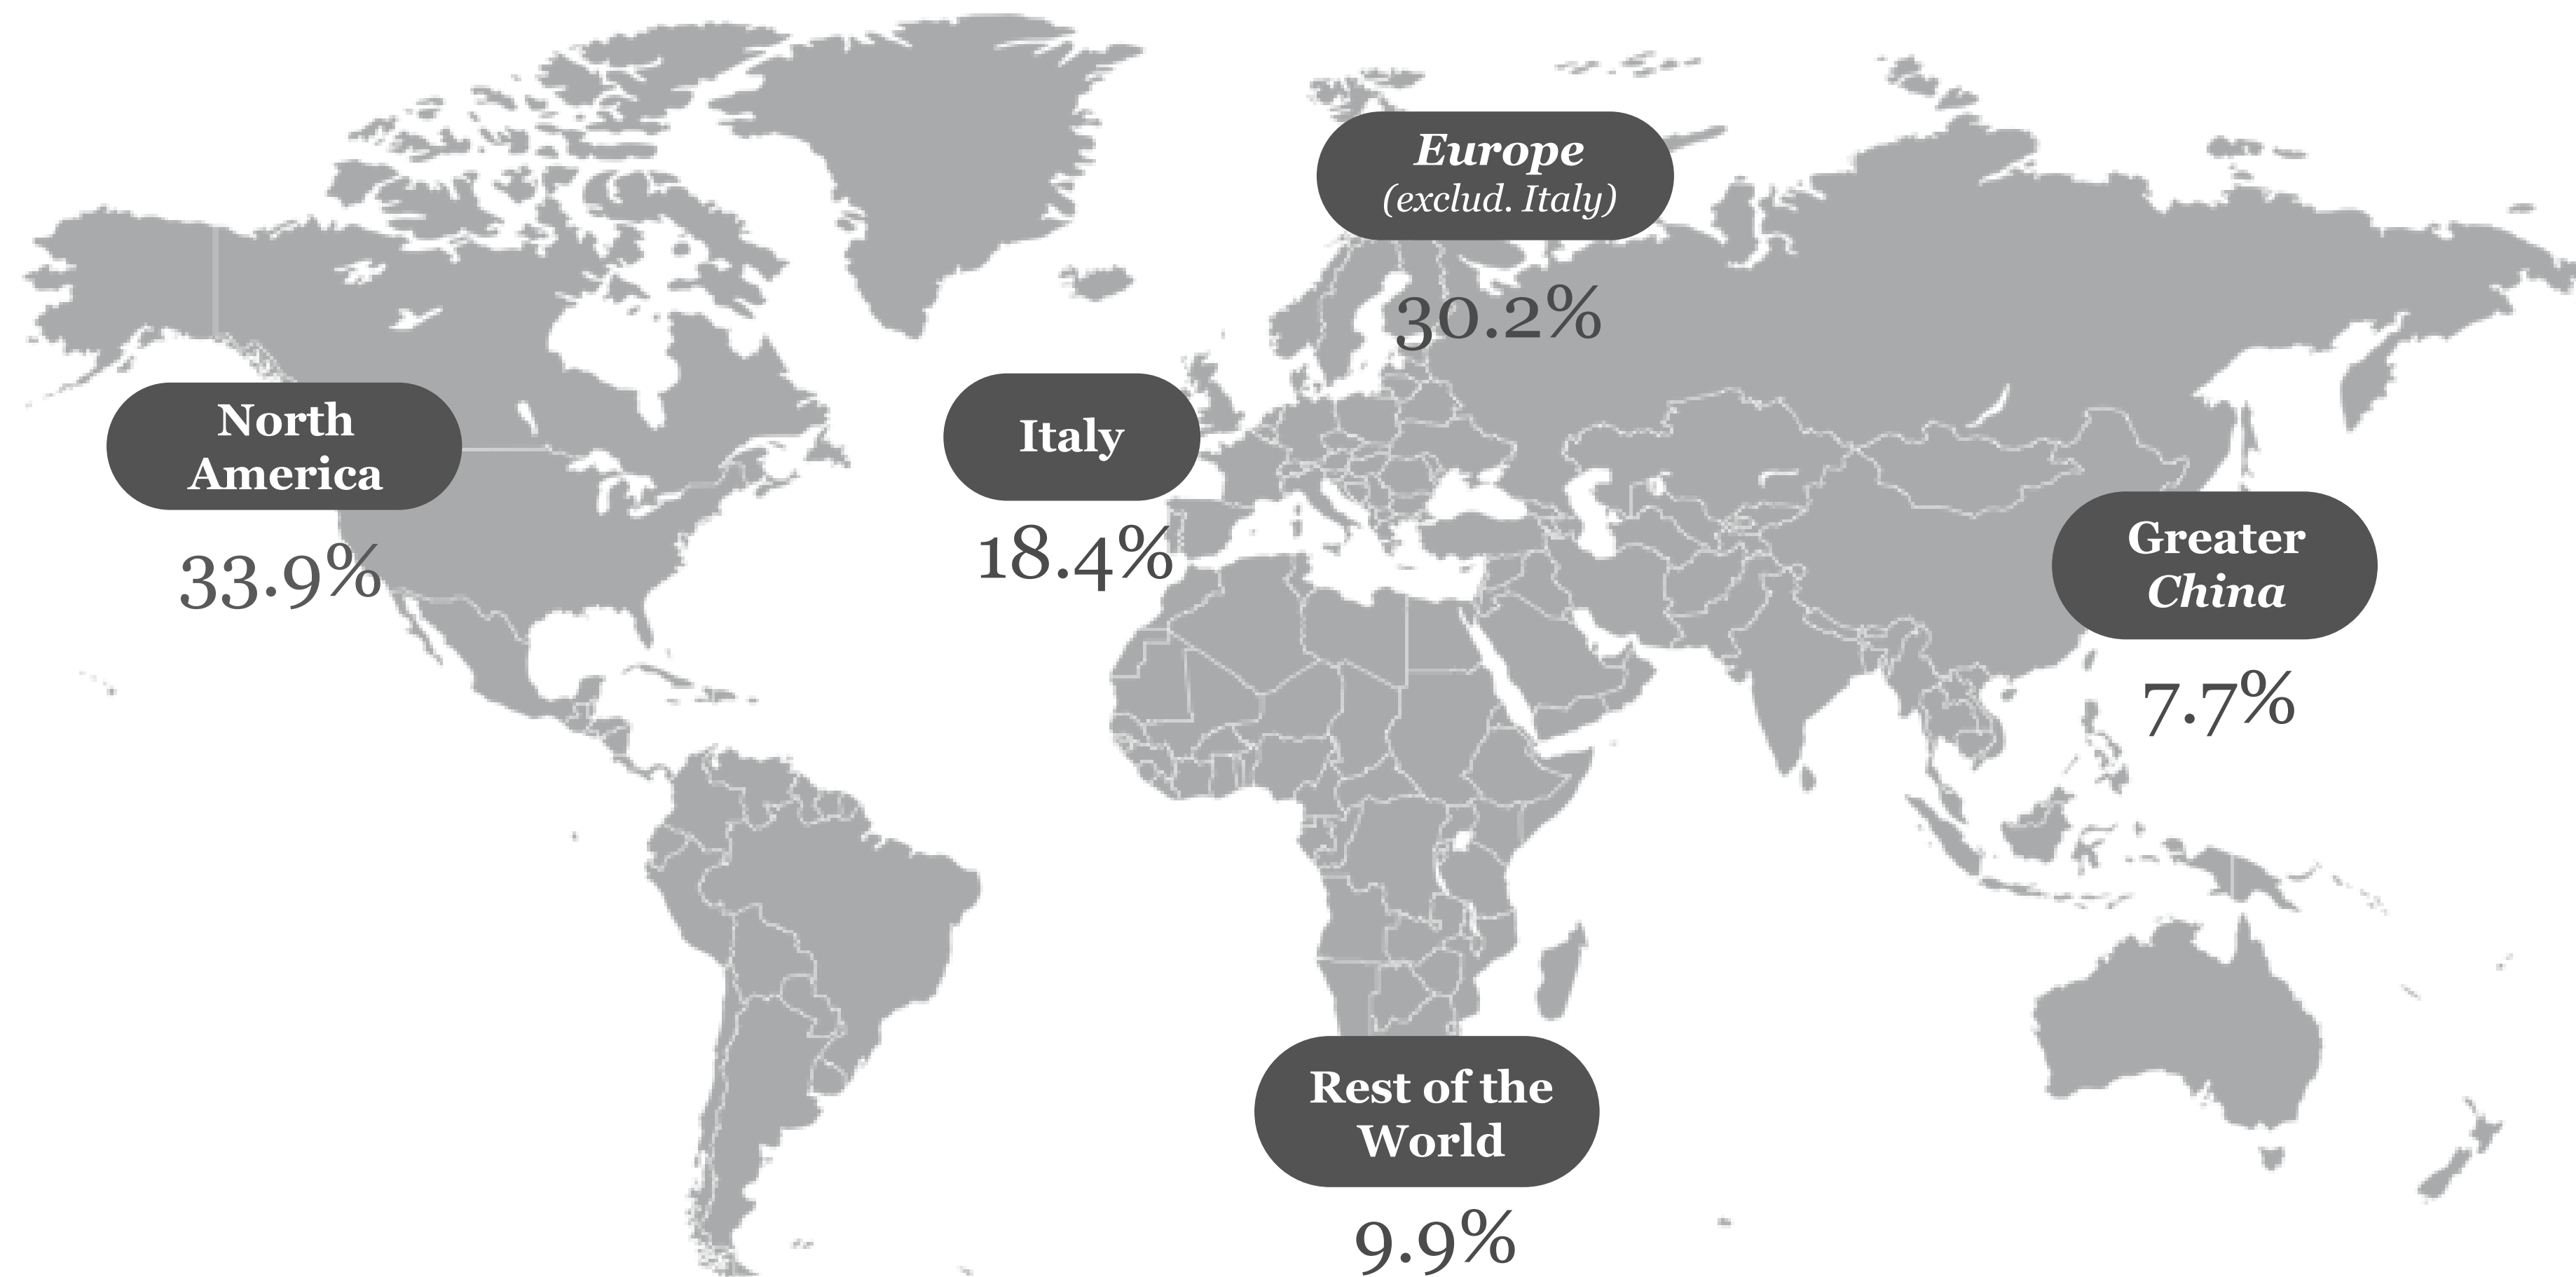 Europe
(exclud. Italy)
30.2%
North
America
33.9%
Italy
18.4%
Greater
China
7.7%
Rest of the
World
9.9%